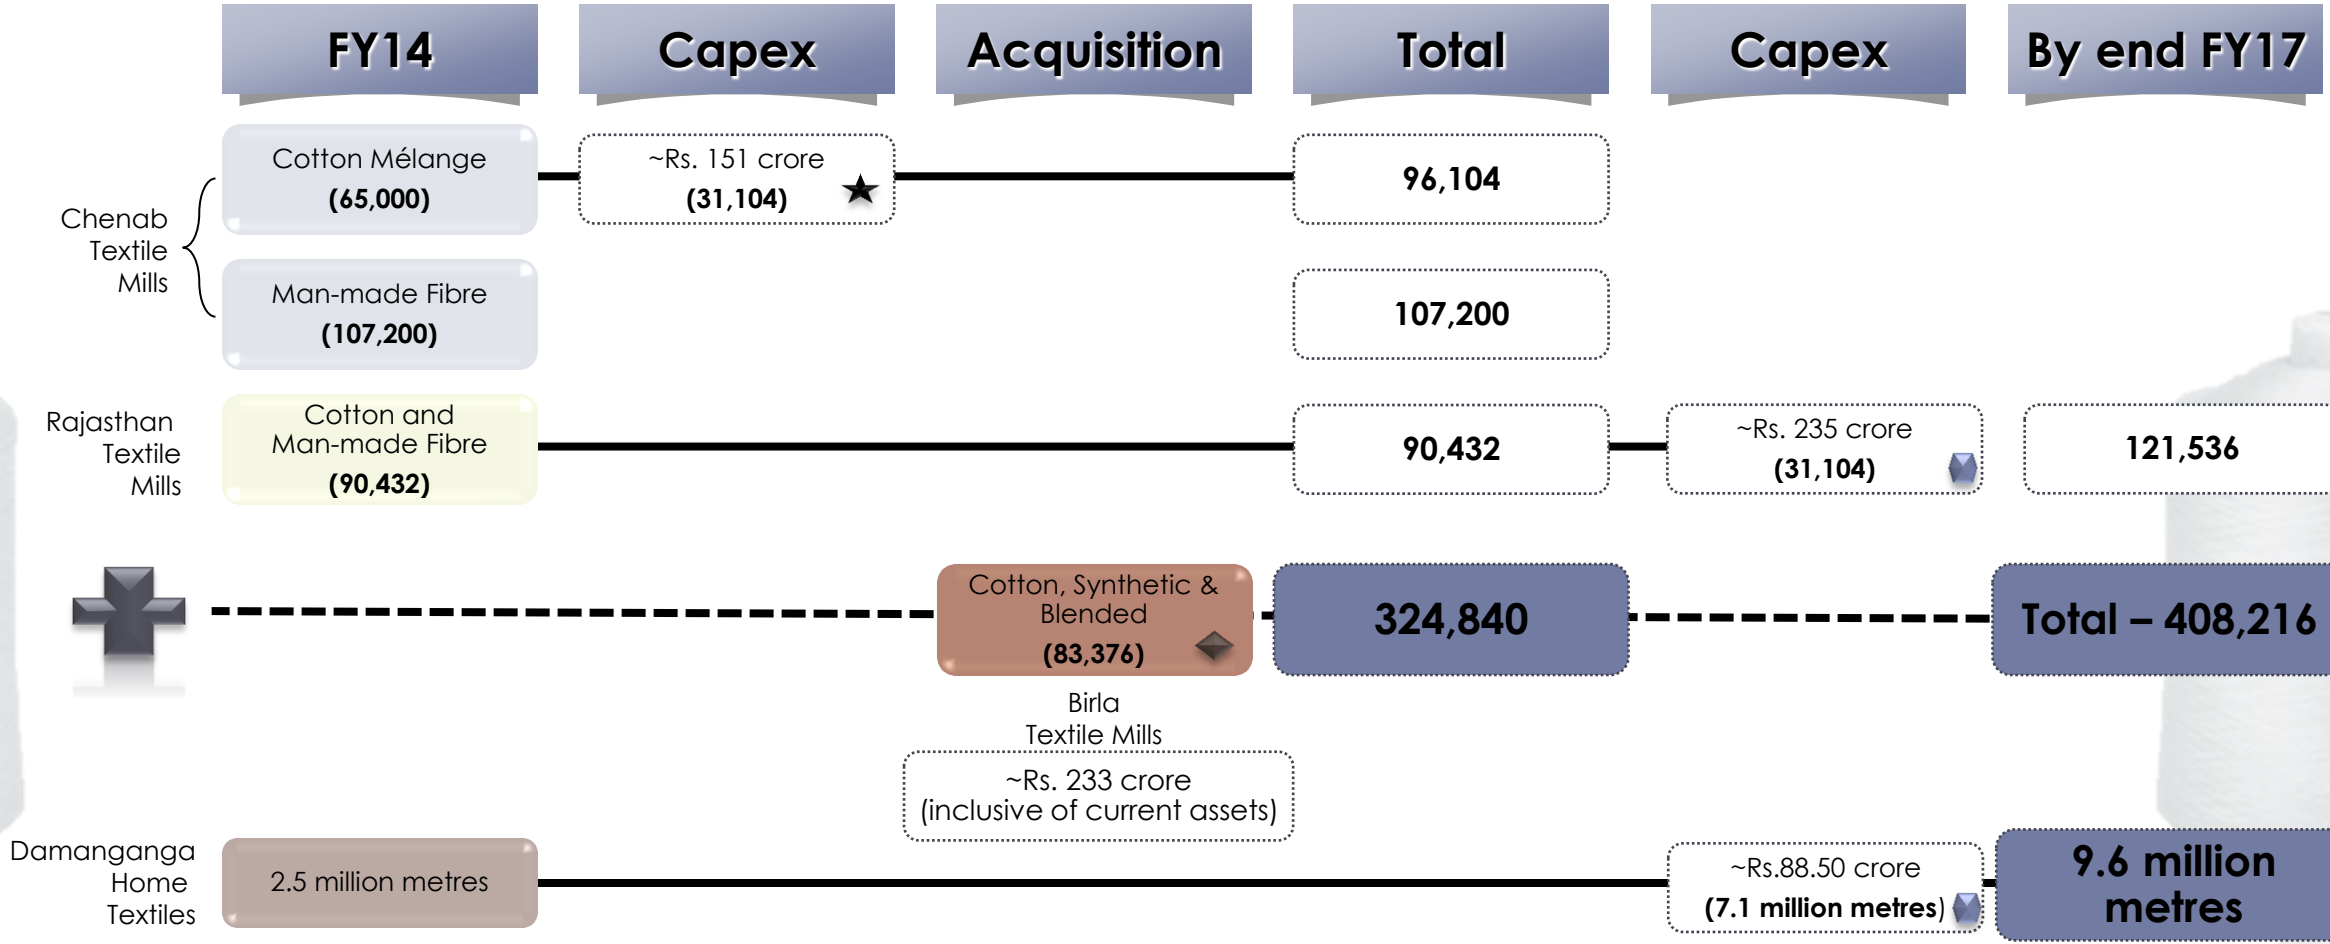 FY14
Capex
Acquisition
Total
Capex
By end FY17
Chenab
Textile
Mills
Cotton Mélange
(65,000)
~Rs. 151 crore
(31,104)
96,104
Man-made Fibre
(107,200)
107,200
Rajasthan
Textile
Mills
Cotton and
Man-made Fibre
(90,432)
90,432
~Rs. 235 crore
(31,104)
121,536
Cotton, Synthetic &
Blended
(83,376)
324,840
Total – 408,216
Birla
Textile Mills
~Rs. 233 crore
(inclusive of current assets)
Damanganga
Home
Textiles
2.5 million metres
~Rs.88.50 crore
(7.1 million metres)
9.6 million
metres